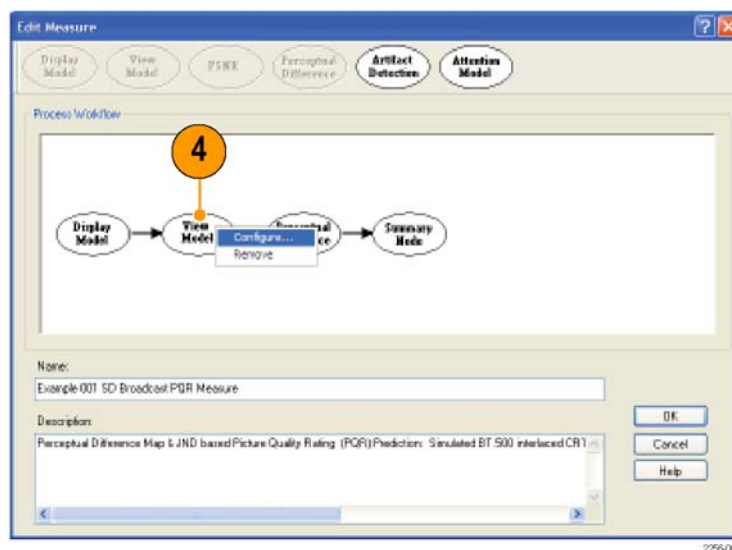 Edit Measure
Display Model
View Model
PSNR
Perceptual Difference
Artifact Detection
Attention Model
Process Workflow
4
Display Model
View Model
Configure...
Remove
Summary Node
Name:
Example 001 SD Broadcast PQR Measure
Description:
Perceptual Difference Map & JND based Picture Quality Rating (PQR) Prediction: Simulated BT.500 interlaced CRT
OK
Cancel
Help